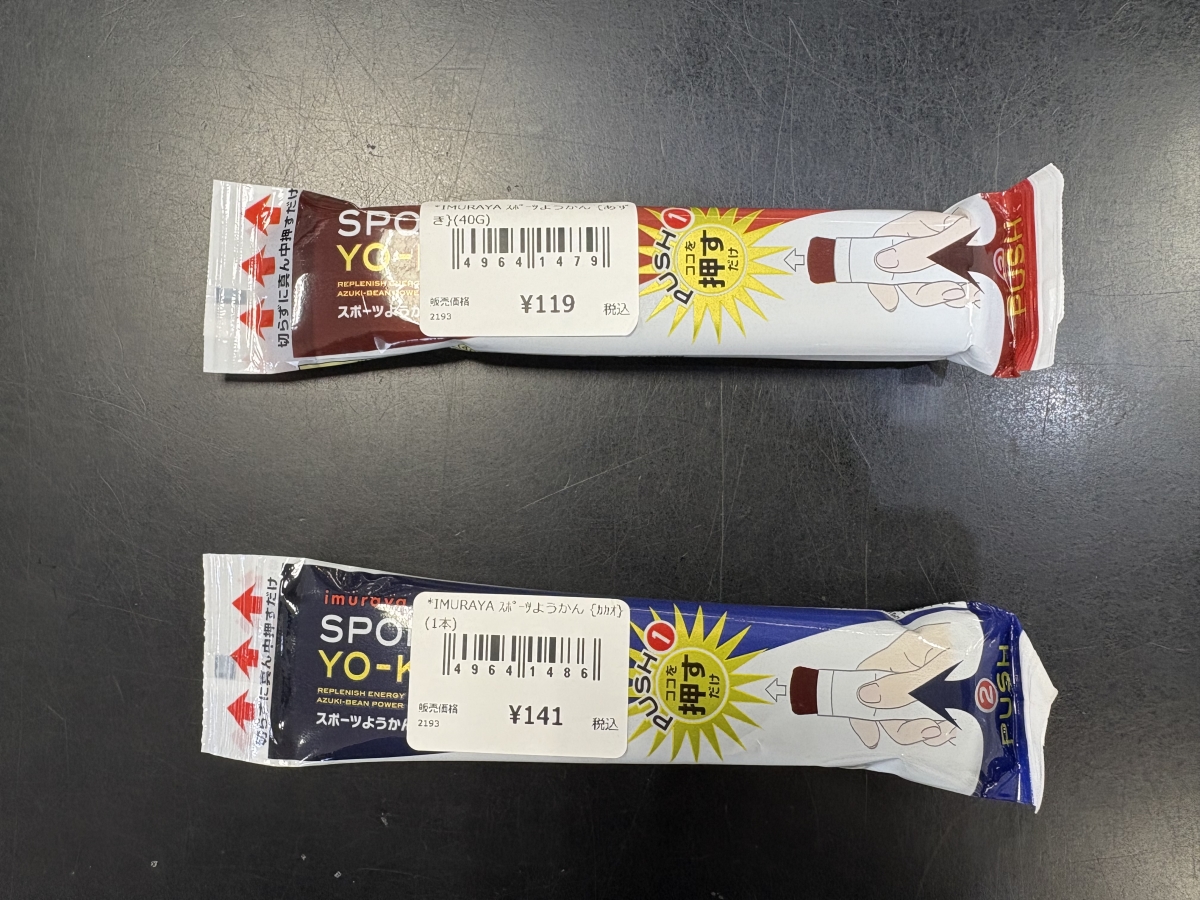 切らずに真ん中押すだけ
SPO
YO-
REPLENISH ENERG
AZUKI-BEAN POWE
スポーツようか
*IMURAYA ｽﾎﾟｰﾂようかん {あず
き}(40G)
4964 1479
販売価格
2193
¥119
税込
PUSH 1
ココを
押す
だけ
2
PUSH
切らずに真ん中押すだけ
imuraya
SPO
YO-K
REPLENISH ENERGY
AZUKI-BEAN POWER
スポーツようかん
*IMURAYA ｽﾎﾟｰﾂようかん {ｶｶｵ}
(1本)
4964 1486
販売価格
2193
¥141
税込
PUSH 1
ココを
押す
だけ
2
PUSH